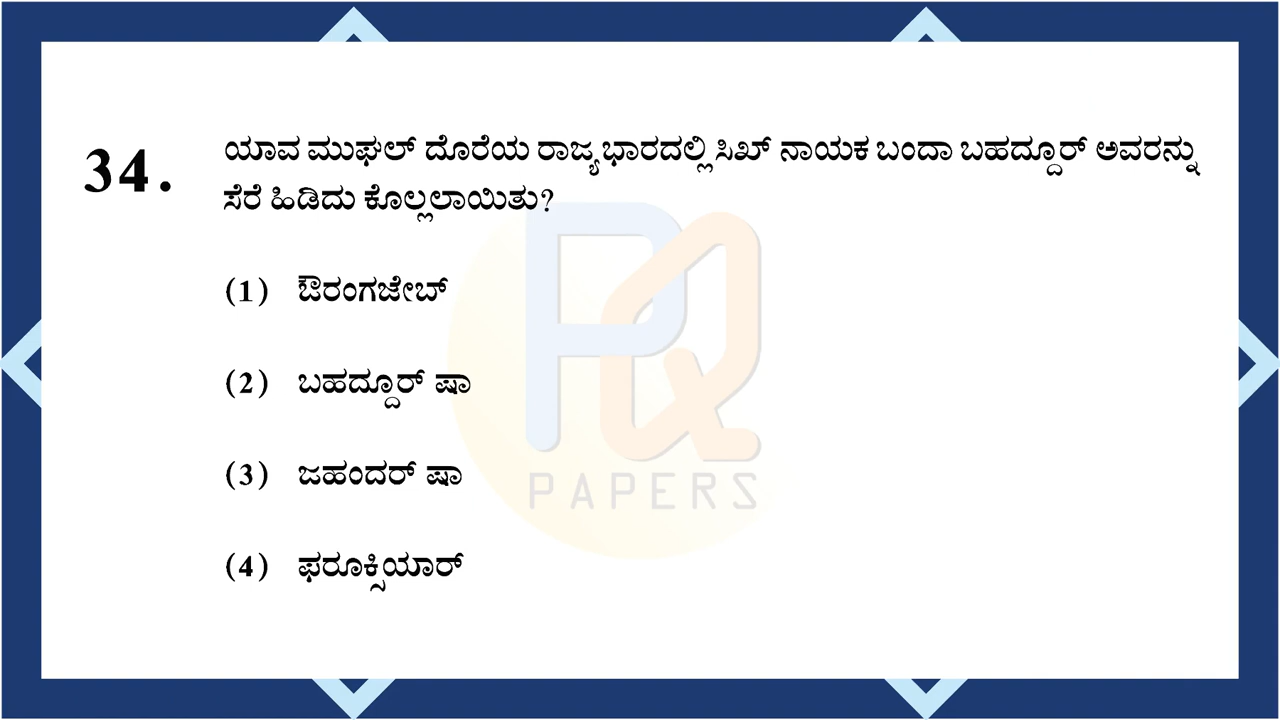 34. ಯಾವ ಮುಘಲ್ ದೊರೆಯ ರಾಜ್ಯಭಾರದಲ್ಲಿ ಸಿಖ್ ನಾಯಕ ಬಂದಾ ಬಹದ್ದೂರ್ ಅವರನ್ನು
ಸೆರೆ ಹಿಡಿದು ಕೊಲ್ಲಲಾಯಿತು?
(1) ಔರಂಗಜೇಬ್
(2) ಬಹದ್ದೂರ್ ಷಾ
(3) ಜಹಂದರ್ ಷಾ
(4) ಫರೂಕ್ಸಿಯಾರ್
PQ
PAPERS